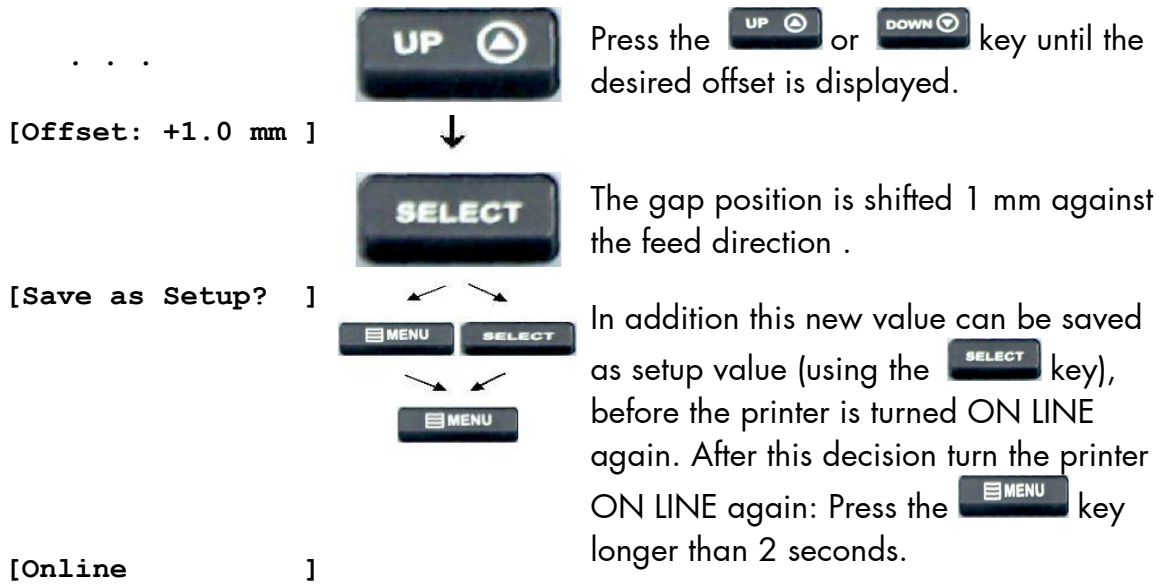 . . .
UP
Press the UP or DOWN key until the
desired offset is displayed.
[Offset: +1.0 mm ]
SELECT
The gap position is shifted 1 mm against
the feed direction .
[Save as Setup?  ]
MENU SELECT
MENU
In addition this new value can be saved
as setup value (using the SELECT key),
before the printer is turned ON LINE
again. After this decision turn the printer
ON LINE again: Press the MENU key
longer than 2 seconds.
[Online          ]